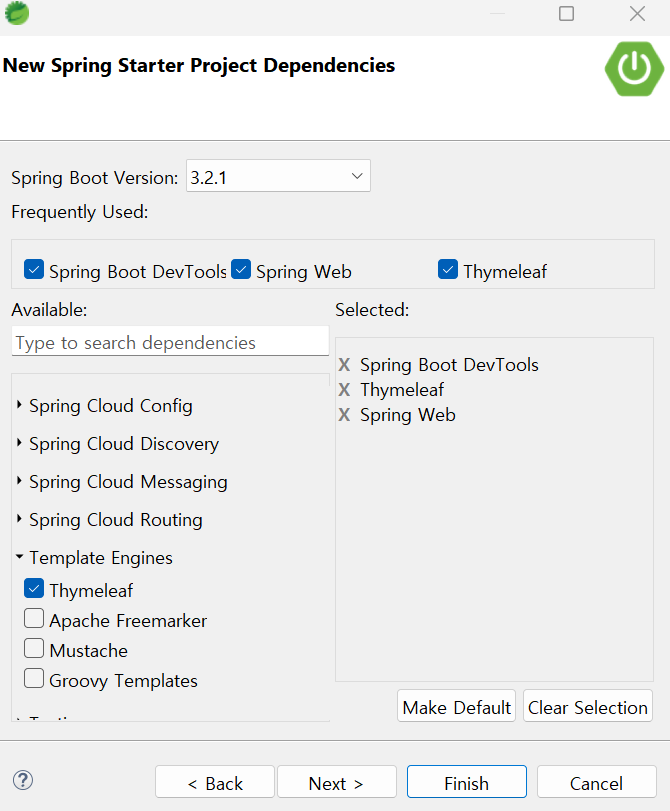 New Spring Starter Project Dependencies
Spring Boot Version: 3.2.1
Frequently Used:
Spring Boot DevTools Spring Web Thymeleaf
Available:
Selected:
Type to search dependencies
X Spring Boot DevTools
X Thymeleaf
X Spring Web
Spring Cloud Config
Spring Cloud Discovery
Spring Cloud Messaging
Spring Cloud Routing
Template Engines
Thymeleaf
Apache Freemarker
Mustache
Groovy Templates
Make Default Clear Selection
? < Back Next > Finish Cancel